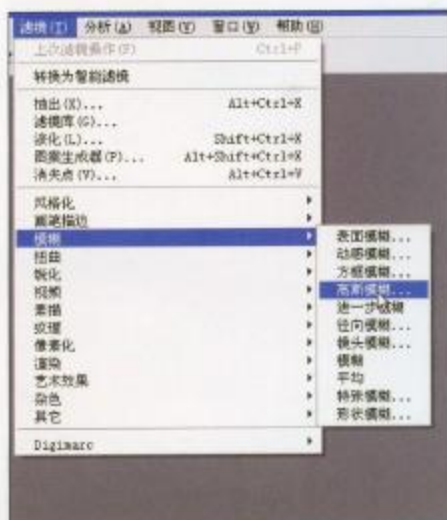 滤镜(T) 分析(A) 视图(V) 窗口(W) 帮助(H)
上次滤镜操作(F) Ctrl+F
转换为智能滤镜
抽出(X)... Alt+Ctrl+X
滤镜库(G)...
液化(L)... Shift+Ctrl+X
图案生成器(P)... Alt+Shift+Ctrl+X
消失点(V)... Alt+Ctrl+V
风格化
画笔描边
模糊
扭曲
锐化
视频
素描
纹理
像素化
渲染
艺术效果
杂色
其它
Digimarc
表面模糊...
动感模糊...
方框模糊...
高斯模糊...
进一步模糊
径向模糊...
镜头模糊...
模糊
平均
特殊模糊...
形状模糊...